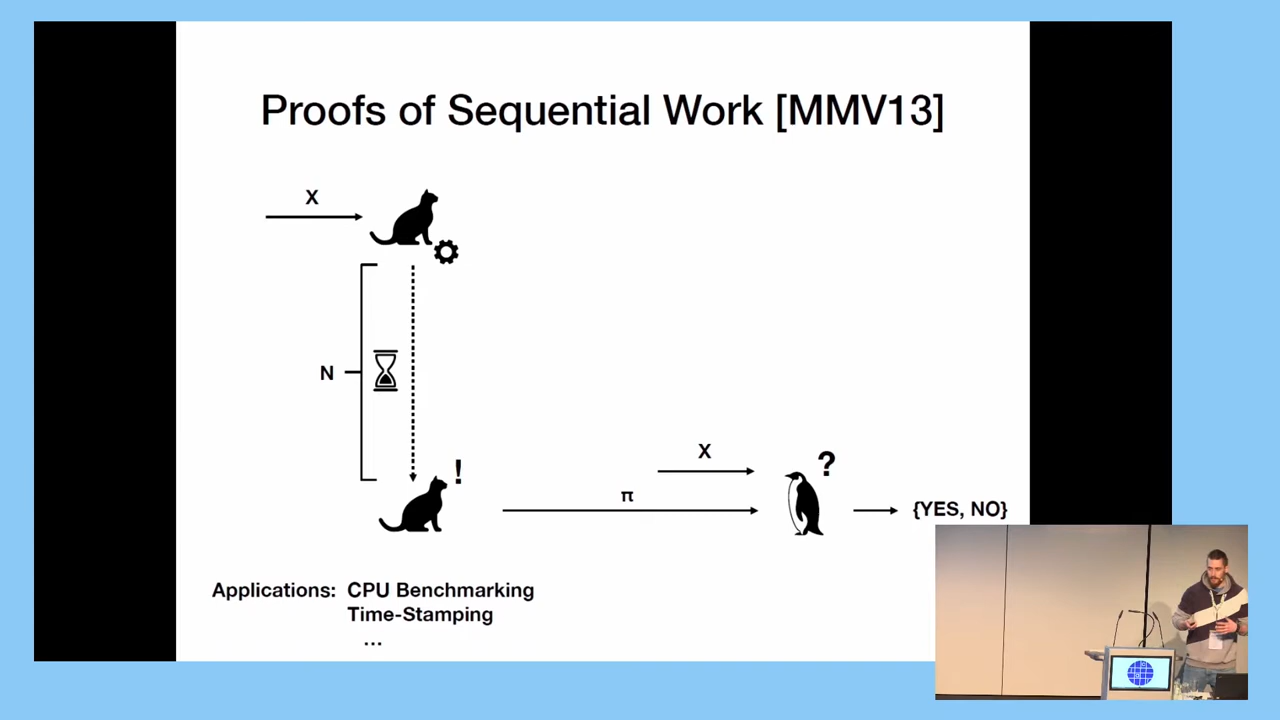 Proofs of Sequential Work [MMV13]
X
N
!
X
?
π
{YES, NO}
Applications: CPU Benchmarking
Time-Stamping
...